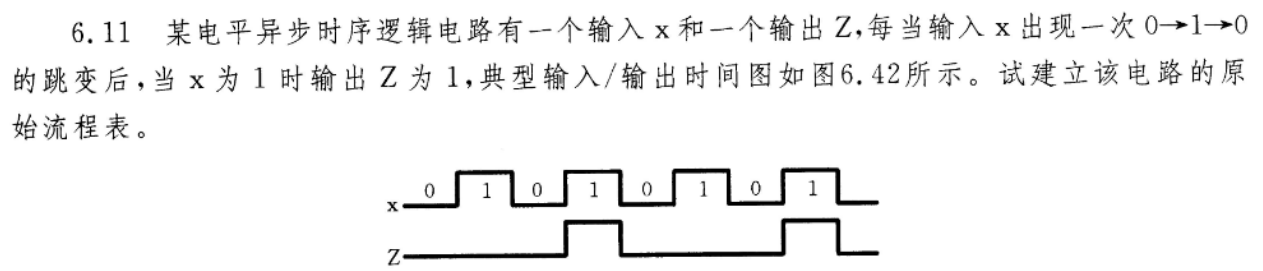 6.11 某电平异步时序逻辑电路有一个输入 x 和一个输出 Z,每当输入 x 出现一次 0→1→0
的跳变后,当 x 为 1 时输出 Z 为 1,典型输入/输出时间图如图6.42所示。试建立该电路的原
始流程表。
x 0 1 0 1 0 1 0 1
Z